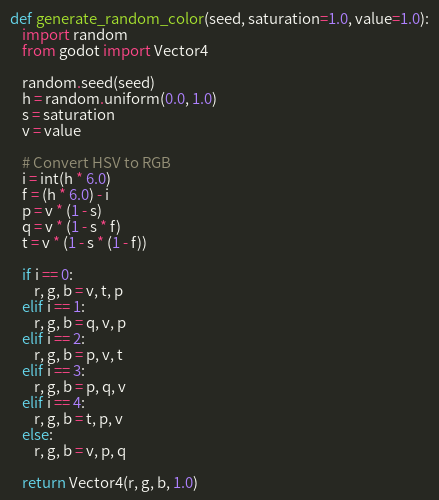 def generate_random_color(seed, saturation=1.0, value=1.0):
import random
from godot import Vector4
random.seed(seed)
h = random.uniform(0.0, 1.0)
s = saturation
v = value
# Convert HSV to RGB
i = int(h * 6.0)
f = (h * 6.0) - i
p = v * (1 - s)
q = v * (1 - s * f)
t = v * (1 - s * (1 - f))
if i == 0:
r, g, b = v, t, p
elif i == 1:
r, g, b = q, v, p
elif i == 2:
r, g, b = p, v, t
elif i == 3:
r, g, b = p, q, v
elif i == 4:
r, g, b = t, p, v
else:
r, g, b = v, p, q
return Vector4(r, g, b, 1.0)